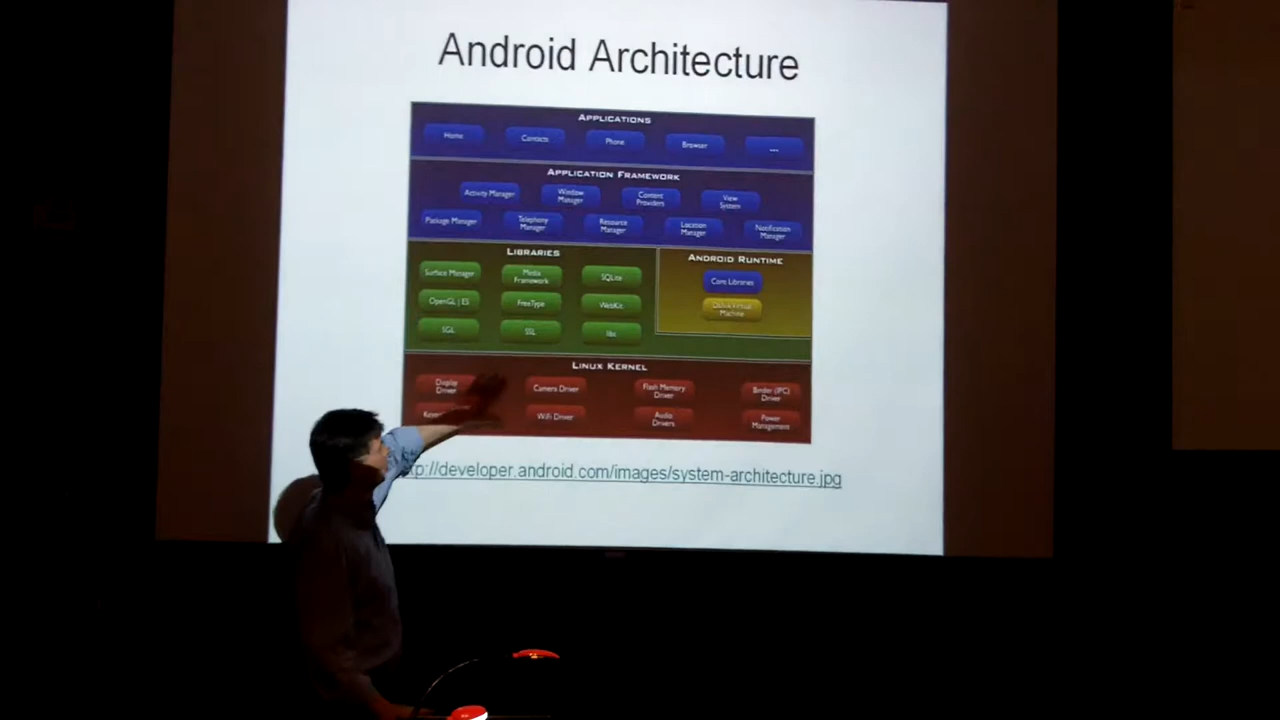 Android Architecture
APPLICATIONS
Home
Contacts
Phone
Browser
...
APPLICATION FRAMEWORK
Activity Manager
Window
Manager
Content
Providers
View
System
Package Manager
Telephony
Manager
Resource
Manager
Location
Manager
Notification
Manager
LIBRARIES
Surface Manager
Media
Framework
SQLite
OpenGL | ES
FreeType
WebKit
SGL
SSL
libc
ANDROID RUNTIME
Core Libraries
Dalvik Virtual
Machine
LINUX KERNEL
Display
Driver
Camera Driver
Flash Memory
Driver
Binder (IPC)
Driver
WiFi Driver
Audio
Drivers
Power
Management
tp://developer.android.com/images/system-architecture.jpg